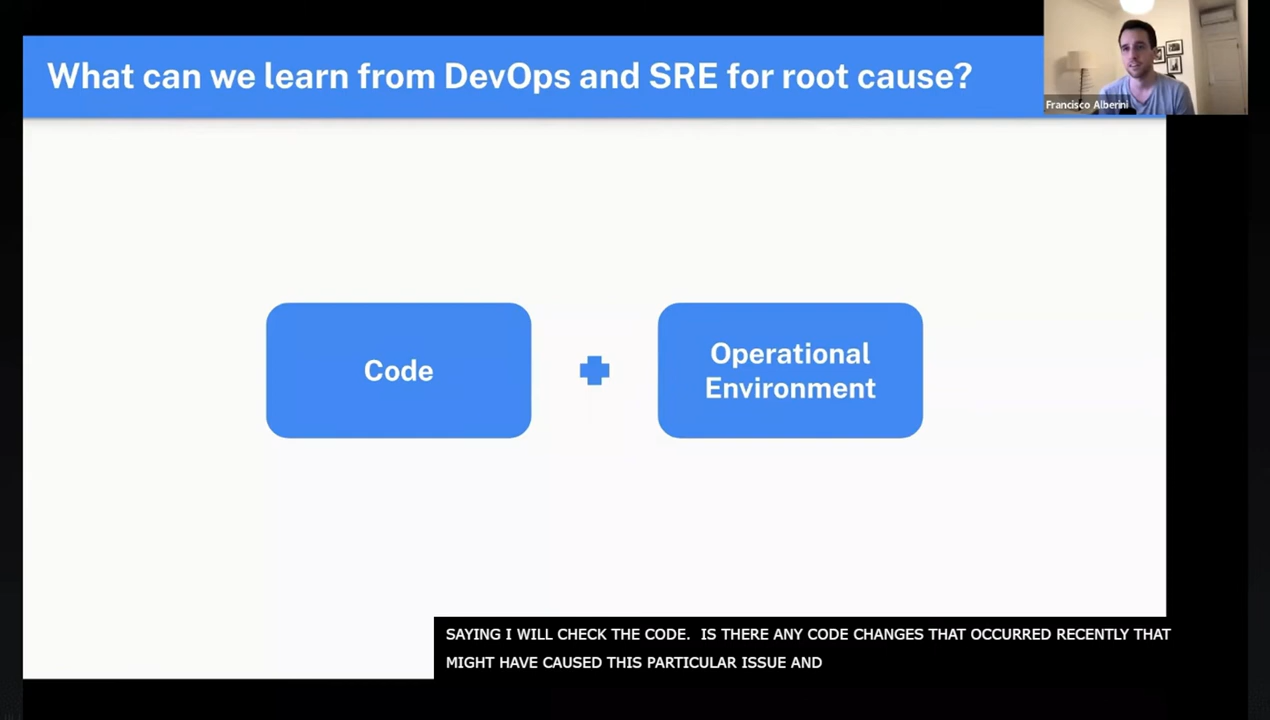 What can we learn from DevOps and SRE for root cause?
Francisco Alberini
Code
Operational
Environment
SAYING I WILL CHECK THE CODE.  IS THERE ANY CODE CHANGES THAT OCCURRED RECENTLY THAT
MIGHT HAVE CAUSED THIS PARTICULAR ISSUE AND